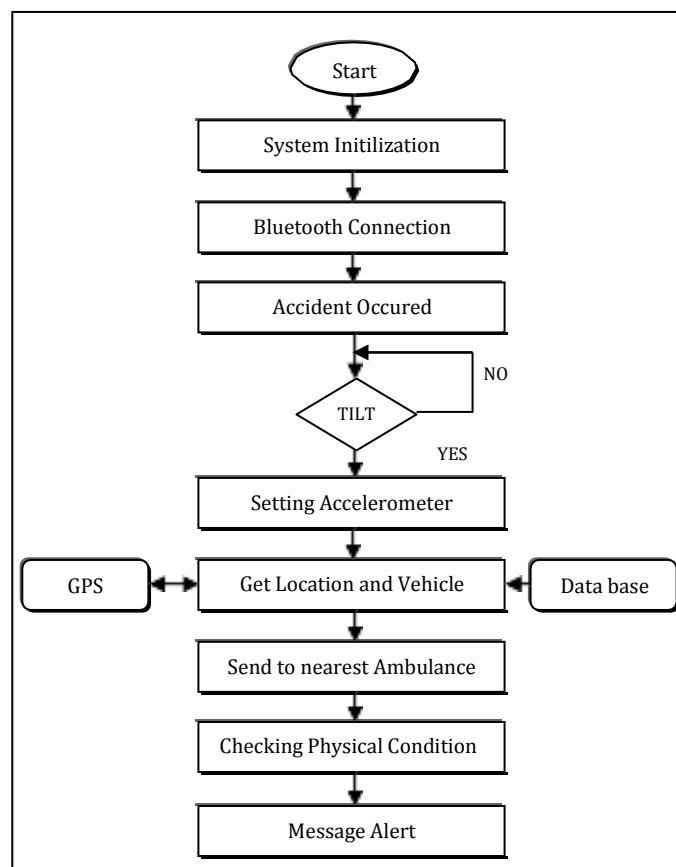 Start
System Initilization
Bluetooth Connection
Accident Occured
NO
TILT
YES
Setting Accelerometer
GPS
Get Location and Vehicle
Data base
Send to nearest Ambulance
Checking Physical Condition
Message Alert